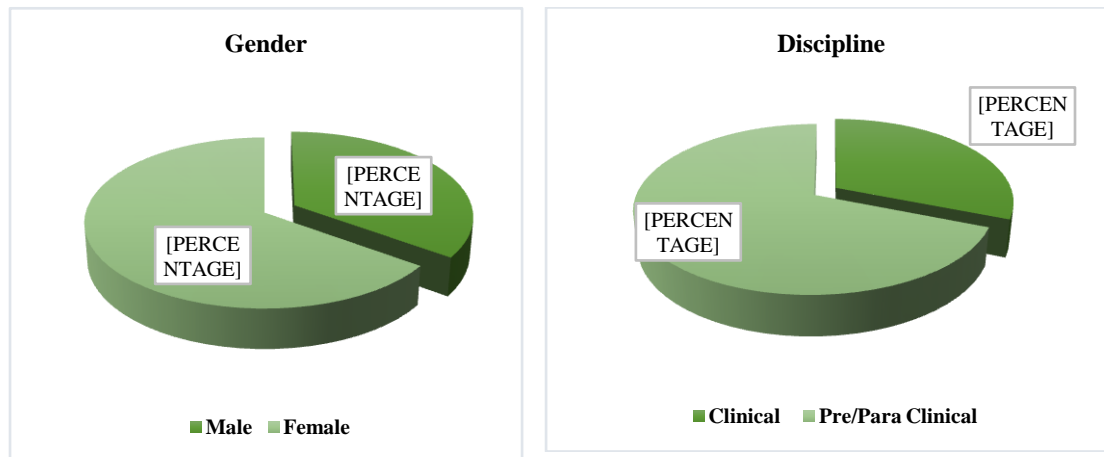 Gender
[PERCE
NTAGE]
[PERCE
NTAGE]
Male Female
Discipline
[PERCEN
TAGE]
[PERCEN
TAGE]
Clinical Pre/Para Clinical